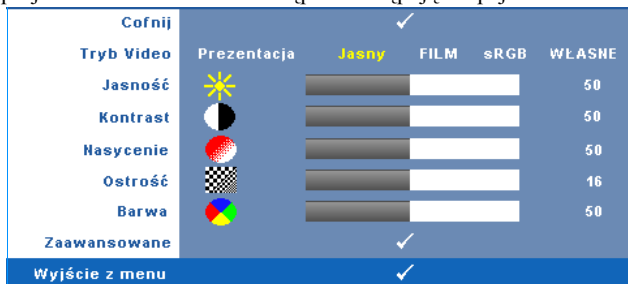 Cofnij
Tryb Video Prezentacja Jasny FILM sRGB WŁASNE
Jasność 50
Kontrast 50
Nasycenie 50
Ostrość 16
Barwa 50
Zaawansowane
Wyjście z menu